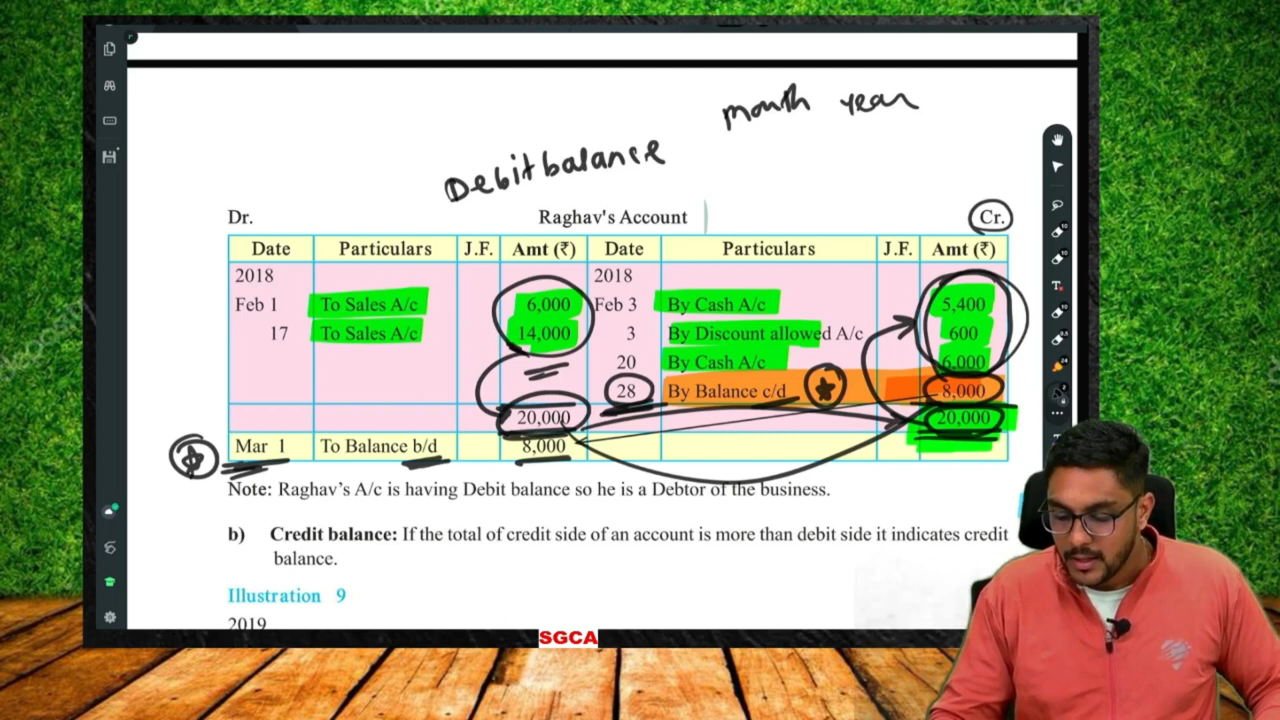 month year
Debit balance
Dr. Raghav's Account Cr.
Date Particulars J.F. Amt (₹) Date Particulars J.F. Amt (₹)
2018 2018
Feb 1 To Sales A/c 6,000 Feb 3 By Cash A/c 5,400
17 To Sales A/c 14,000 3 By Discount allowed A/c 600
20 By Cash A/c 6,000
28 By Balance c/d 8,000
20,000 20,000
Mar 1 To Balance b/d 8,000
Note: Raghav's A/c is having Debit balance so he is a Debtor of the business.
b) Credit balance: If the total of credit side of an account is more than debit side it indicates credit
balance.
Illustration 9
2019
SGCA